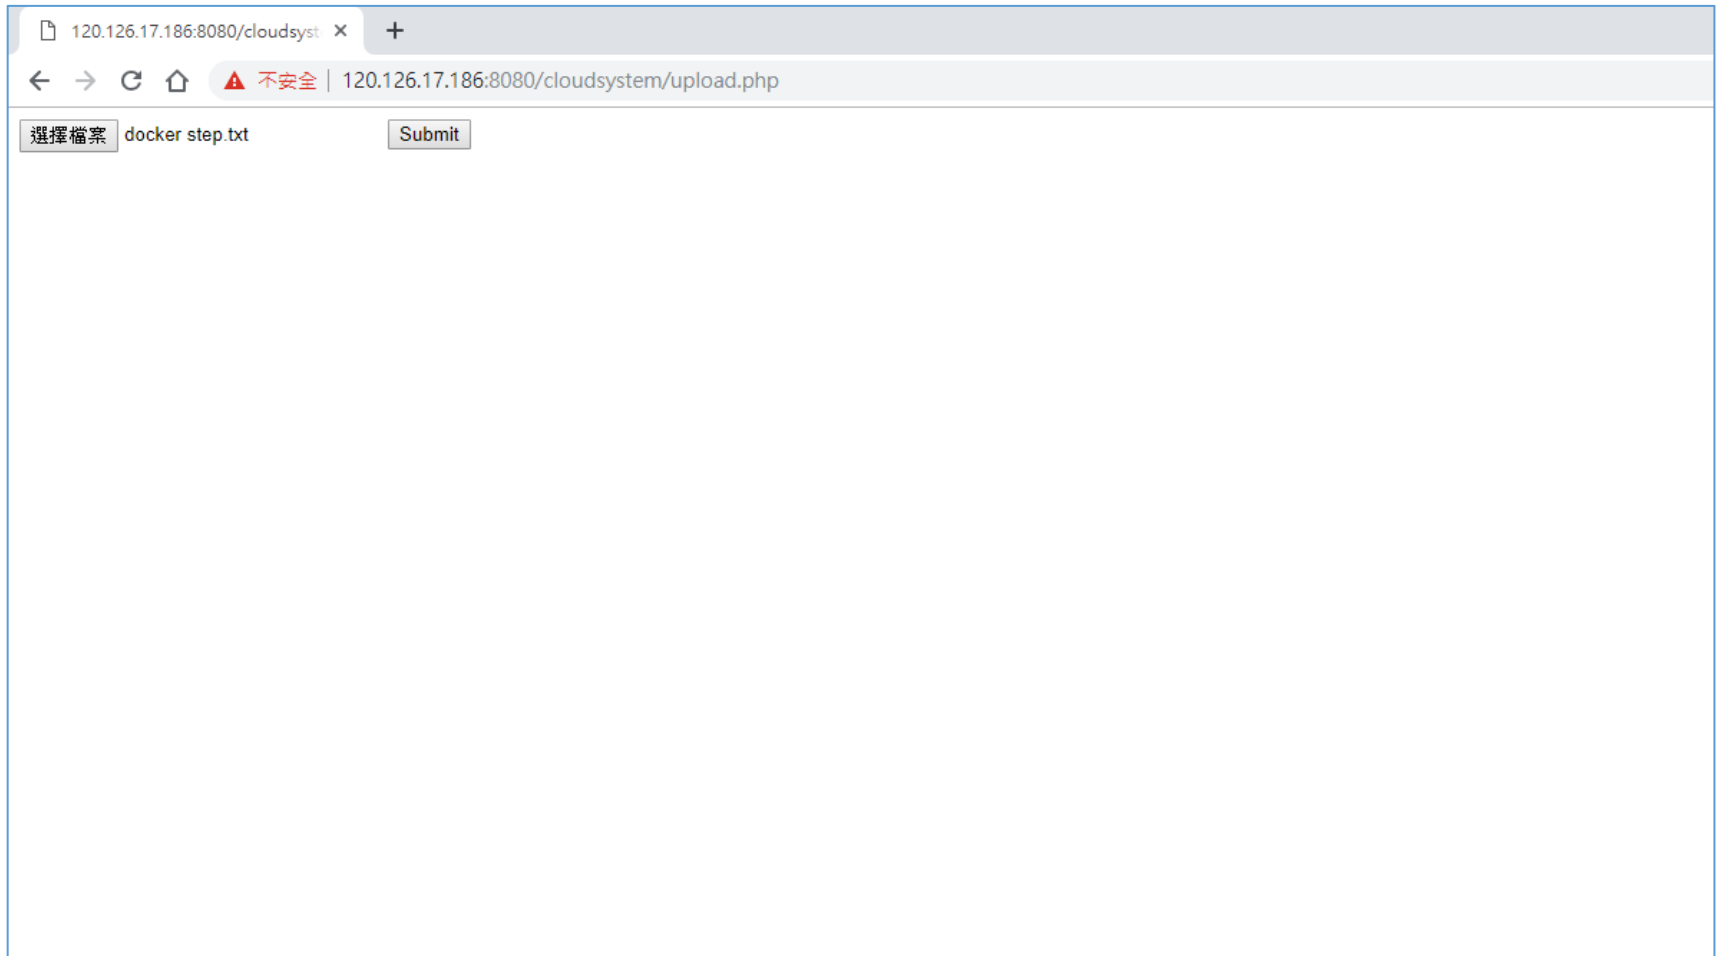 120.126.17.186:8080/cloudsyst
不安全 120.126.17.186:8080/cloudsystem/upload.php
選擇檔案 docker step.txt Submit